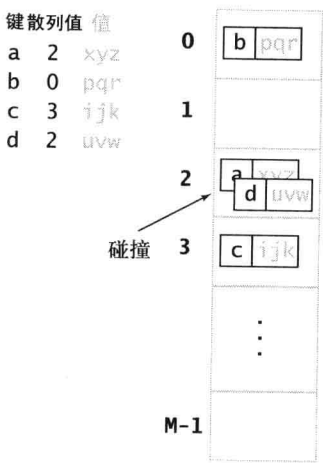 键 散列值 值
a 2 xyz
b 0 pqr
c 3 ijk
d 2 uvw
0 b pqr
1
2 a xyz
d uvw
碰撞
3 c ijk
M-1